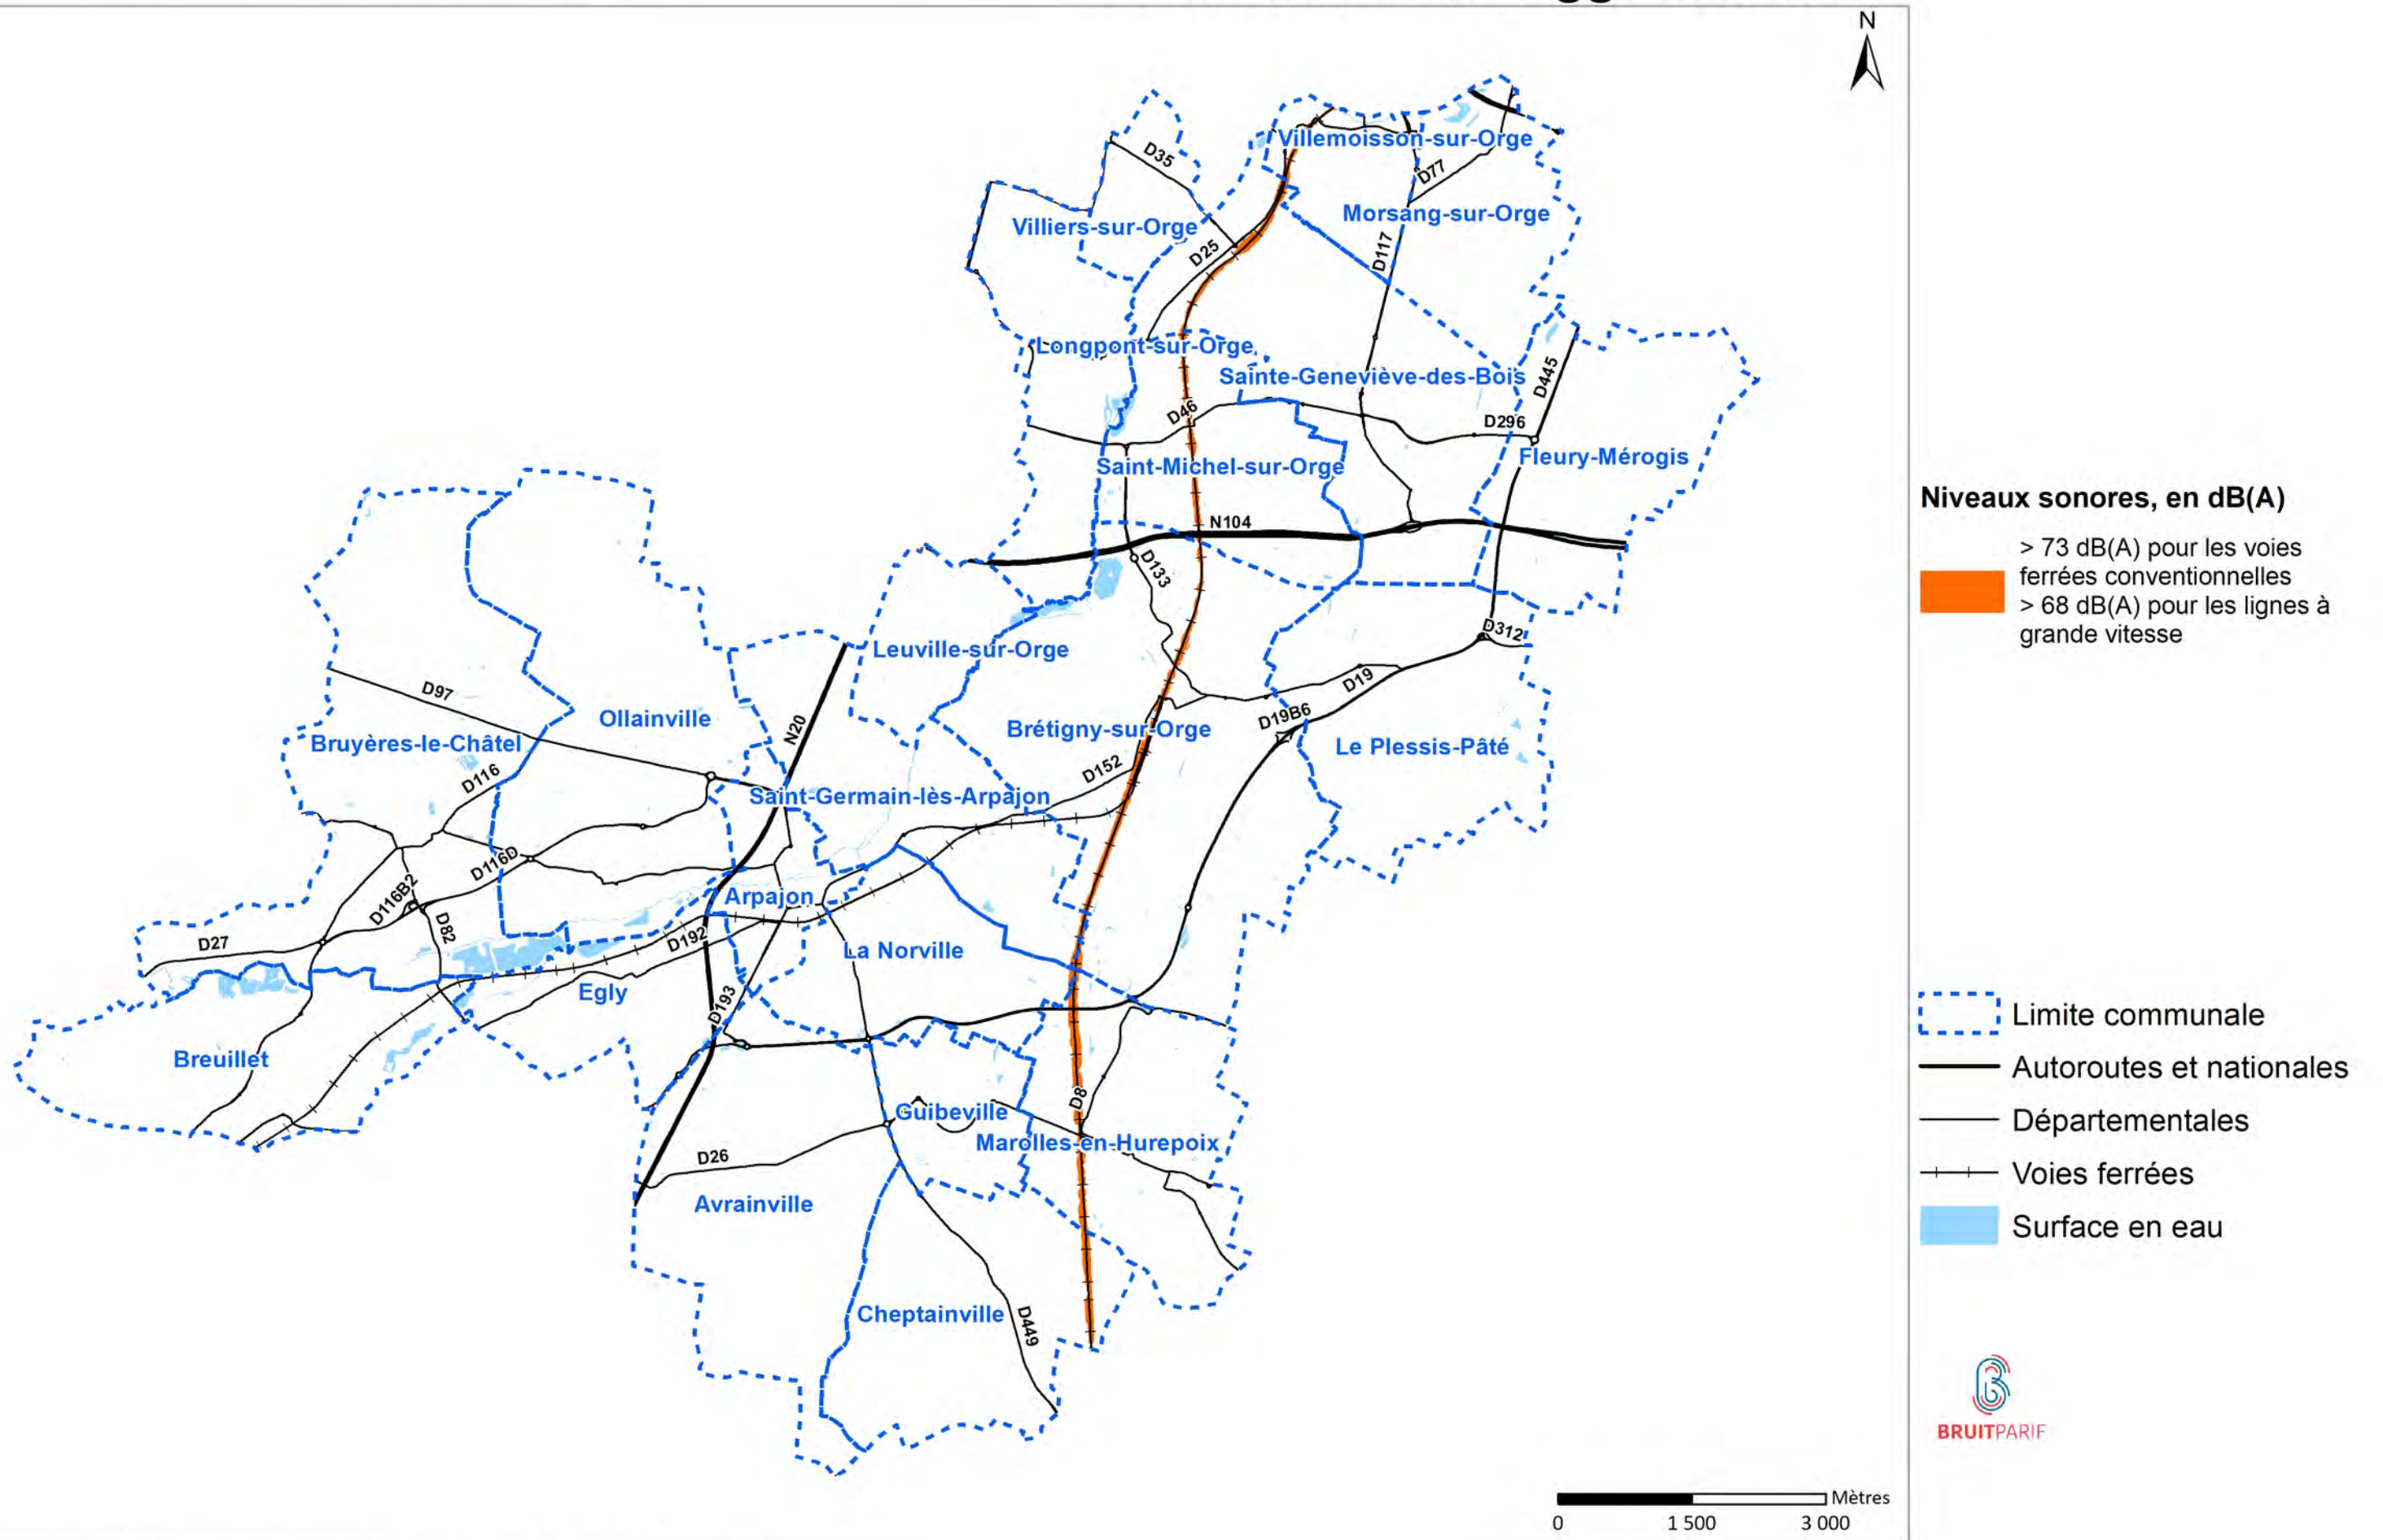 N
Villemoisson-sur-Orge
D35
D77
Morsang-sur-Orge
Villiers-sur-Orge
D25
D117
Longpont-sur-Orge
Sainte-Geneviève-des-Bois
D445
D46
D296
Fleury-Mérogis
Saint-Michel-sur-Orge
N104
D133
D312
Leuville-sur-Orge
D19
D97
Ollainville
N20
D19B6
Brétigny-sur-Orge
Bruyères-le-Châtel
Le Plessis-Pâté
D116
D152
Saint-Germain-lès-Arpajon
D116D
D116B2
Arpajon
D82
D27
D192
La Norville
Egly
D193
Breuillet
D8
Guibeville
Marolles-en-Hurepoix
D26
Avrainville
Cheptainville
D449
Niveaux sonores, en dB(A)
> 73 dB(A) pour les voies
ferrées conventionnelles
> 68 dB(A) pour les lignes à
grande vitesse
Limite communale
Autoroutes et nationales
Départementales
Voies ferrées
Surface en eau
BRUITPARIF
Mètres
0 1 500 3 000